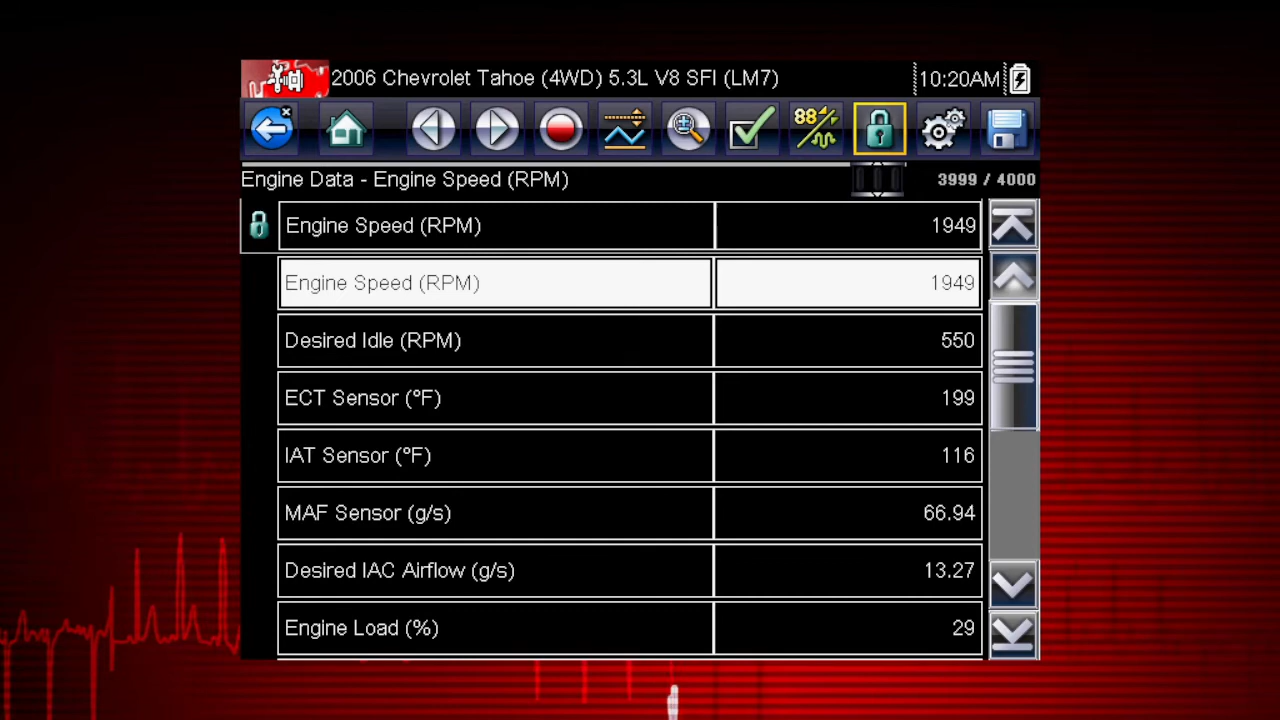 2006 Chevrolet Tahoe (4WD) 5.3L V8 SFI (LM7) 10:20AM
88
Engine Data - Engine Speed (RPM) 3999 / 4000
Engine Speed (RPM) 1949
Engine Speed (RPM) 1949
Desired Idle (RPM) 550
ECT Sensor (°F) 199
IAT Sensor (°F) 116
MAF Sensor (g/s) 66.94
Desired IAC Airflow (g/s) 13.27
Engine Load (%) 29